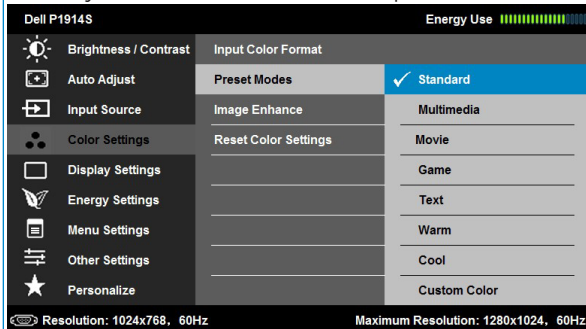 Dell P1914S
Energy Use
Brightness / Contrast
Auto Adjust
Input Source
Color Settings
Display Settings
Energy Settings
Menu Settings
Other Settings
Personalize
Input Color Format
Preset Modes
Image Enhance
Reset Color Settings
Standard
Multimedia
Movie
Game
Text
Warm
Cool
Custom Color
Resolution: 1024x768, 60Hz
Maximum Resolution: 1280x1024, 60Hz